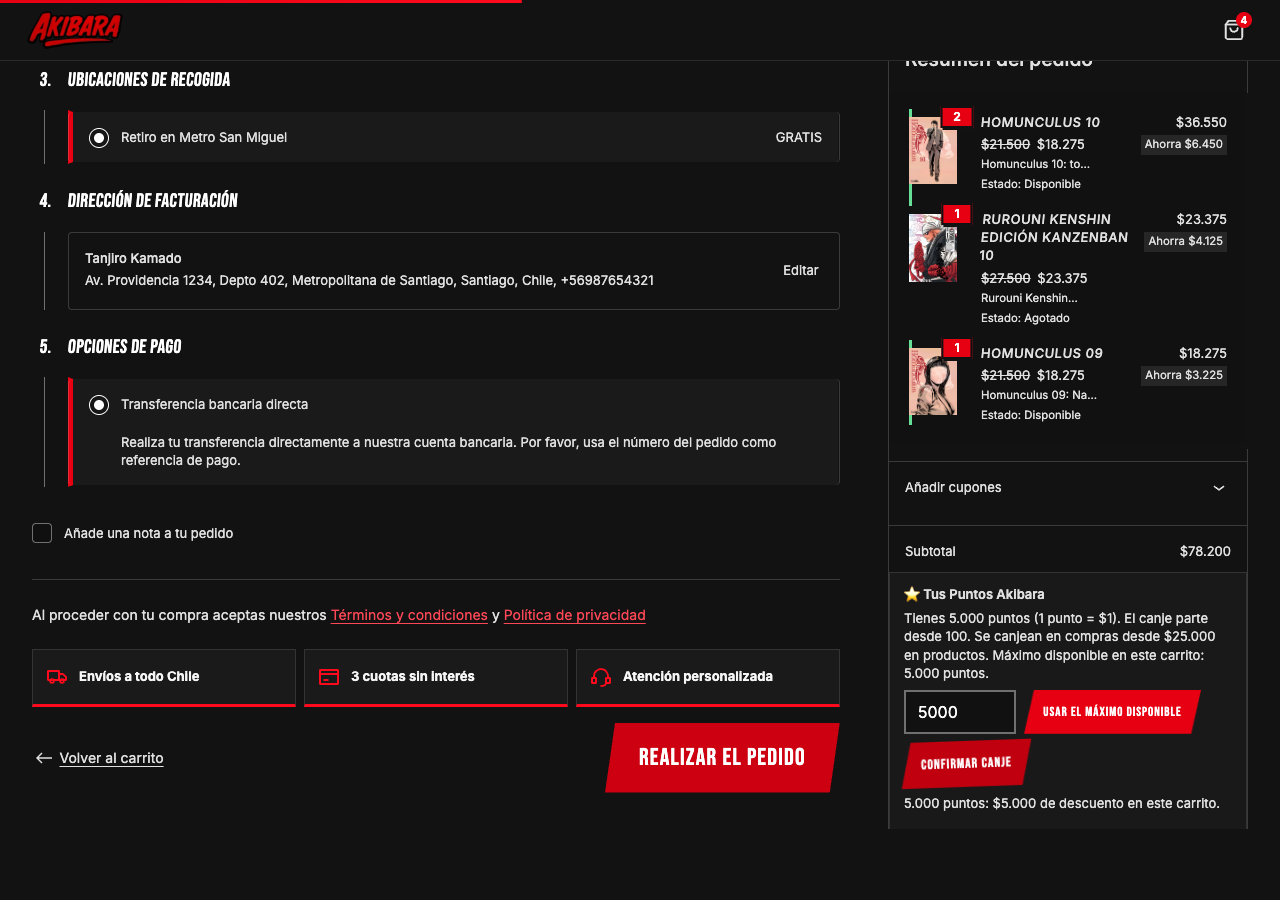 AKIBARA
4
3. UBICACIONES DE RECOGIDA
Retiro en Metro San Miguel
GRATIS
4. DIRECCIÓN DE FACTURACIÓN
Tanjiro Kamado
Av. Providencia 1234, Depto 402, Metropolitana de Santiago, Santiago, Chile, +56987654321
Editar
5. OPCIONES DE PAGO
Transferencia bancaria directa
Realiza tu transferencia directamente a nuestra cuenta bancaria. Por favor, usa el número del pedido como
referencia de pago.
Añade una nota a tu pedido
Al proceder con tu compra aceptas nuestros Términos y condiciones y Política de privacidad
Envíos a todo Chile
3 cuotas sin interés
Atención personalizada
Volver al carrito
REALIZAR EL PEDIDO
Resumen del pedido
2
HOMUNCULUS 10
$36.550
$21.500 $18.275
Ahorra $6.450
Homunculus 10: to...
Estado: Disponible
1
RUROUNI KENSHIN
EDICIÓN KANZENBAN
10
$23.375
Ahorra $4.125
$27.500 $23.375
Rurouni Kenshin...
Estado: Agotado
1
HOMUNCULUS 09
$18.275
$21.500 $18.275
Ahorra $3.225
Homunculus 09: Na...
Estado: Disponible
Añadir cupones
Subtotal
$78.200
Tus Puntos Akibara
Tienes 5.000 puntos (1 punto = $1). El canje parte
desde 100. Se canjean en compras desde $25.000
en productos. Máximo disponible en este carrito:
5.000 puntos.
5000
USAR EL MÁXIMO DISPONIBLE
CONFIRMAR CANJE
5.000 puntos: $5.000 de descuento en este carrito.